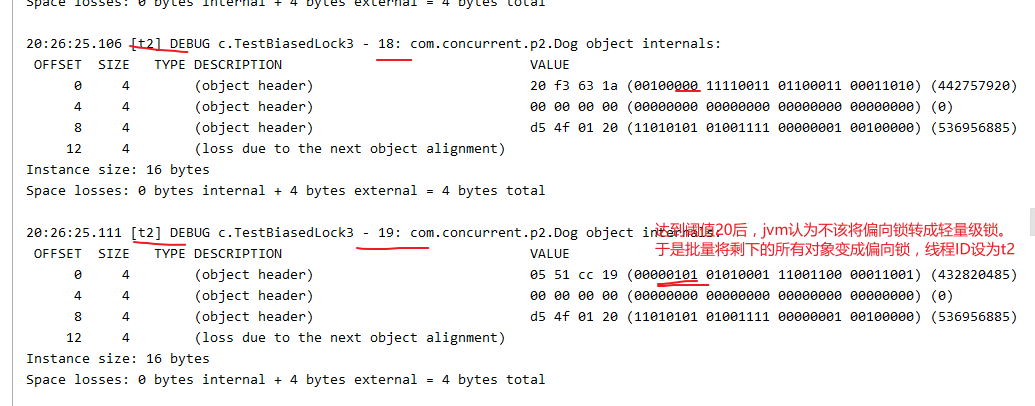 Space losses: 0 bytes internal + 4 bytes external = 4 bytes total
20:26:25.106 [t2] DEBUG c.TestBiasedLock3 - 18: com.concurrent.p2.Dog object internals:
OFFSET SIZE TYPE DESCRIPTION VALUE
0 4 (object header) 20 f3 63 1a (00100000 11110011 01100011 00011010) (442757920)
4 4 (object header) 00 00 00 00 (00000000 00000000 00000000 00000000) (0)
8 4 (object header) d5 4f 01 20 (11010101 01001111 00000001 00100000) (536956885)
12 4 (loss due to the next object alignment)
Instance size: 16 bytes
Space losses: 0 bytes internal + 4 bytes external = 4 bytes total
20:26:25.111 [t2] DEBUG c.TestBiasedLock3 - 19: com.concurrent.p2.Dog object internals:
达到阈值20后，jvm认为不该将偏向锁转成轻量级锁。
于是批量将剩下的所有对象变成偏向锁，线程ID设为t2
OFFSET SIZE TYPE DESCRIPTION VALUE
0 4 (object header) 05 51 cc 19 (00000101 01010001 11001100 00011001) (432820485)
4 4 (object header) 00 00 00 00 (00000000 00000000 00000000 00000000) (0)
8 4 (object header) d5 4f 01 20 (11010101 01001111 00000001 00100000) (536956885)
12 4 (loss due to the next object alignment)
Instance size: 16 bytes
Space losses: 0 bytes internal + 4 bytes external = 4 bytes total